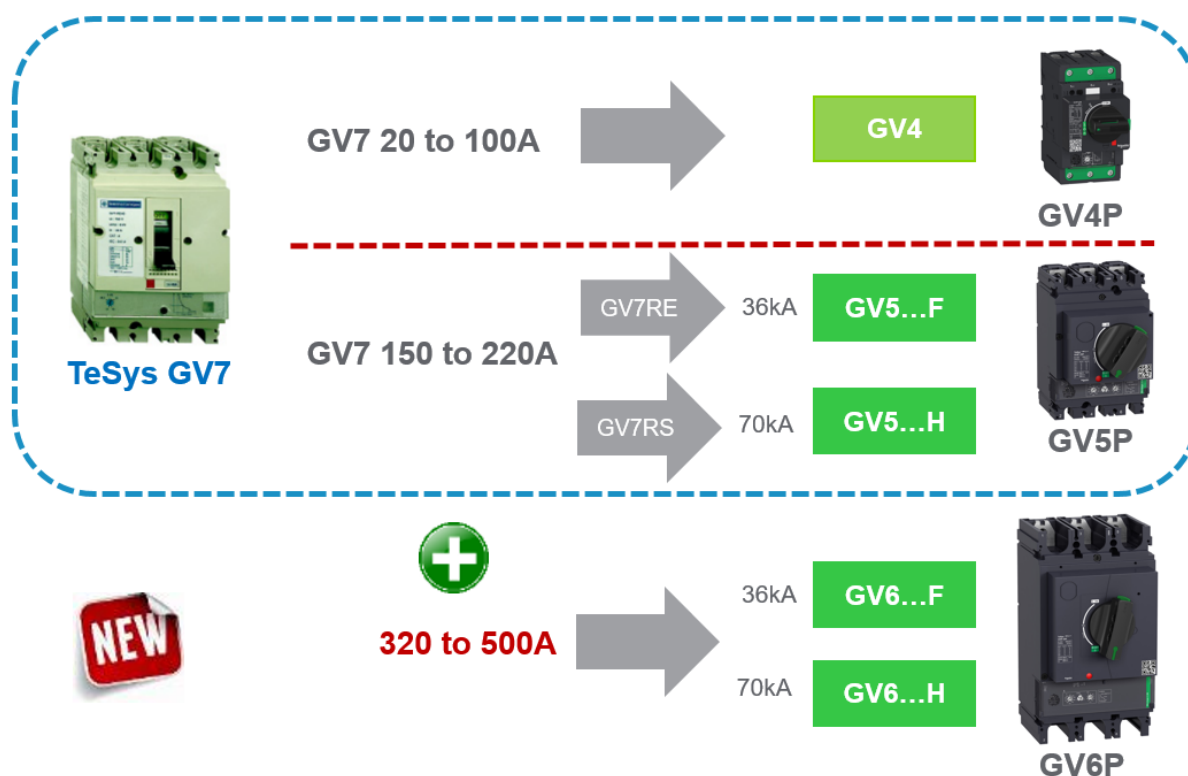 GV7 20 to 100A
GV4
GV4P
TeSys GV7
GV7 150 to 220A
GV7RE
36kA
GV5...F
GV7RS
70kA
GV5...H
GV5P
NEW
320 to 500A
36kA
GV6...F
70kA
GV6...H
GV6P